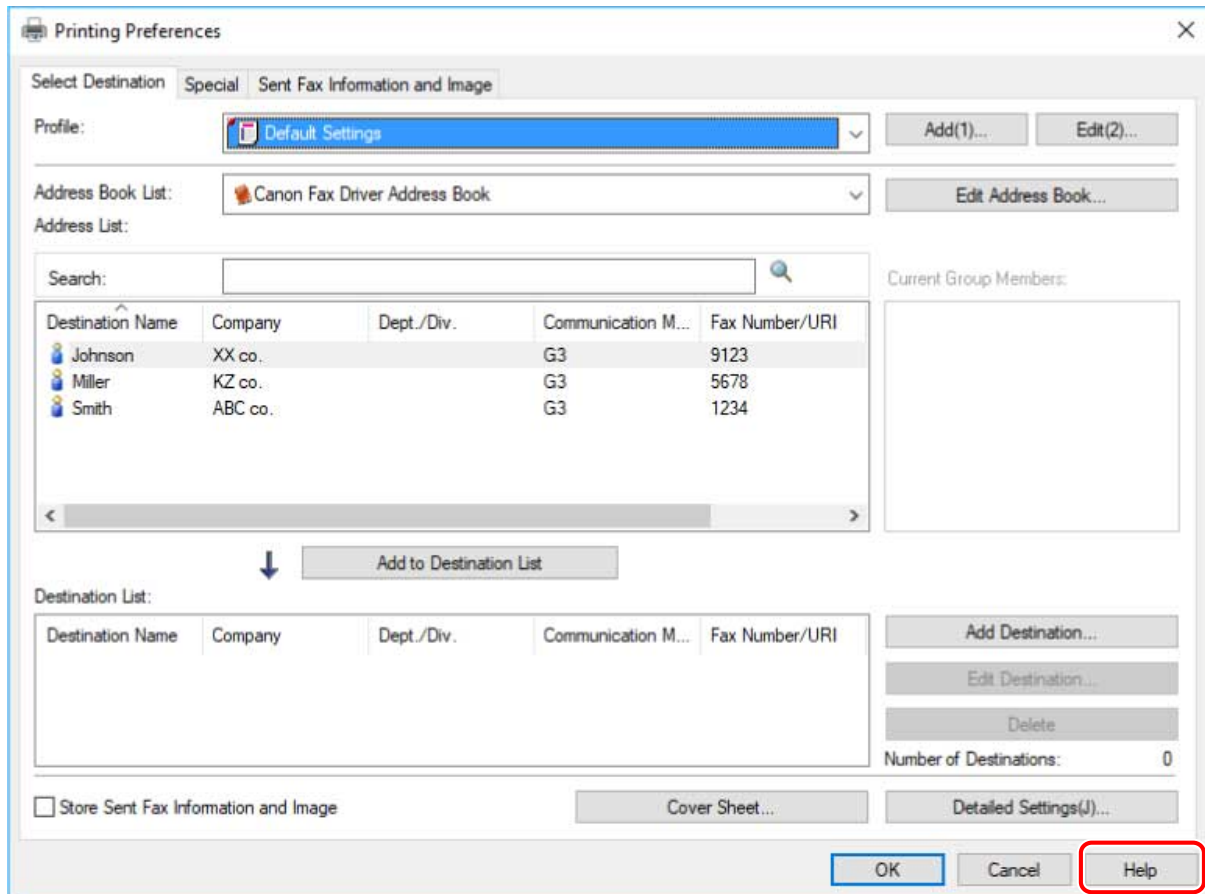 Printing Preferences
Select Destination Special Sent Fax Information and Image
Profile: Default Settings Add(1)... Edit(2)...
Address Book List: Canon Fax Driver Address Book Edit Address Book...
Address List:
Search: Current Group Members:
Destination Name Company Dept./Div. Communication M... Fax Number/URI
Johnson XX co. G3 9123
Miller KZ co. G3 5678
Smith ABC co. G3 1234
Add to Destination List
Destination List:
Destination Name Company Dept./Div. Communication M... Fax Number/URI
Add Destination...
Edit Destination...
Delete
Number of Destinations: 0
Store Sent Fax Information and Image Cover Sheet... Detailed Settings(J)...
OK Cancel Help